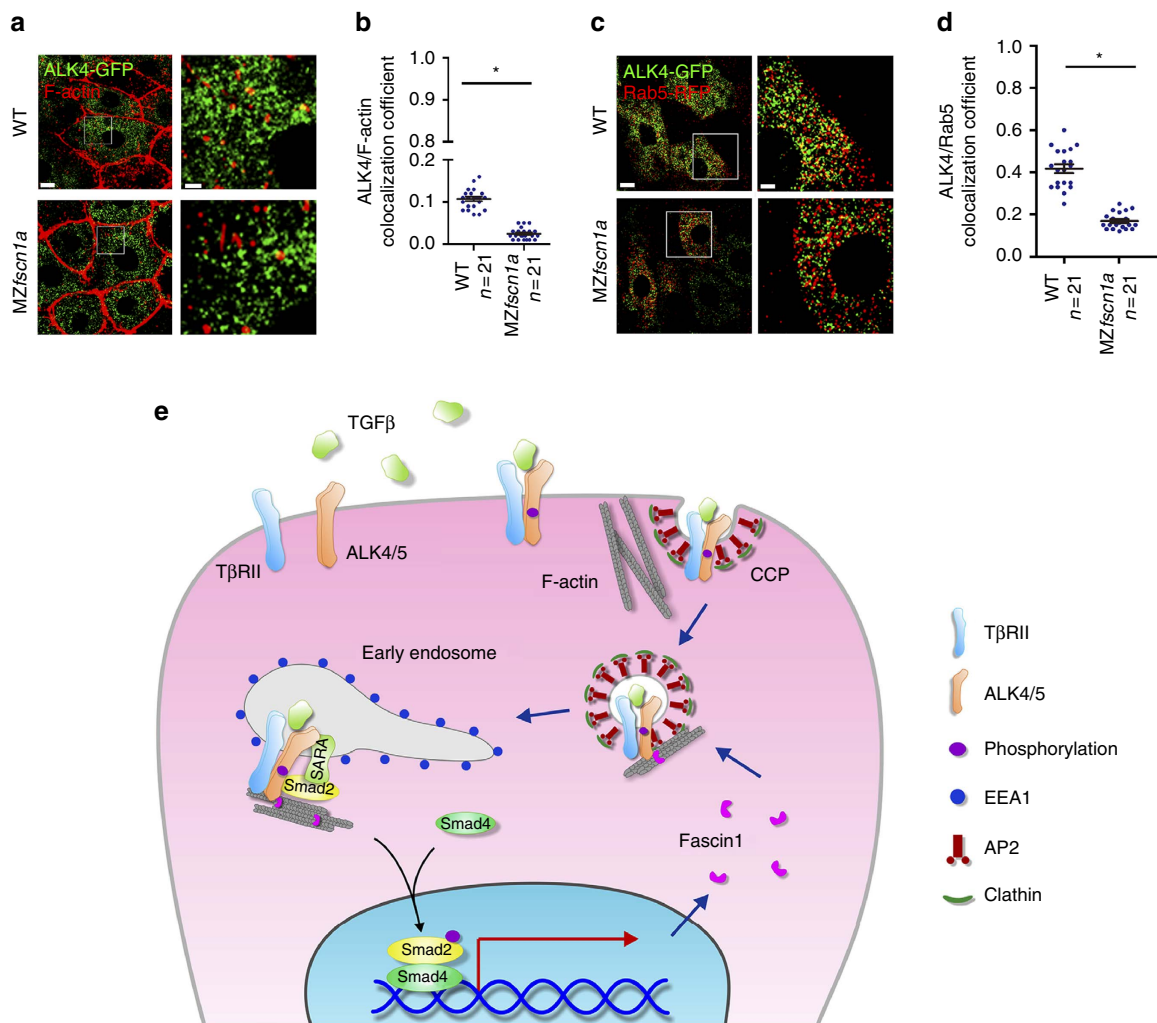 a
ALK4-GFP
F-actin
WT
MZfscn1a
b
ALK4/F-actin
colocalization cofficient
1.0
0.9
0.8
0.2
0.1
0.0
*
WT
n=21
MZfscn1a
n=21
c
ALK4-GFP
Rab5-RFP
WT
MZfscn1a
d
ALK4/Rab5
colocalization cofficient
1.0
0.8
0.6
0.4
0.2
0.0
*
WT
n=21
MZfscn1a
n=21
e
TGFβ
TβRII
ALK4/5
F-actin
CCP
Early endosome
SARA
Smad2
Smad4
Fascin1
Smad2
Smad4
TβRII
ALK4/5
Phosphorylation
EEA1
AP2
Clathin